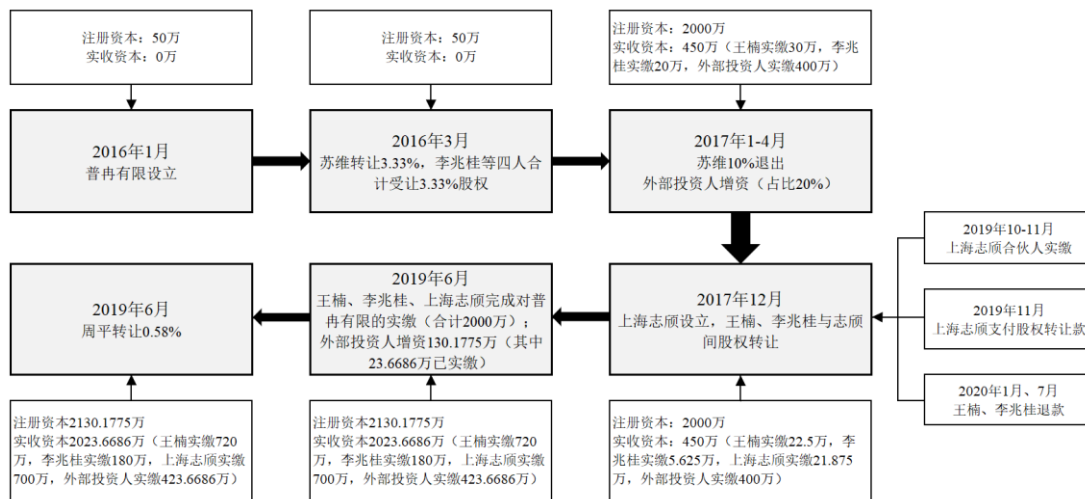 注册资本：50万
实收资本：0万
注册资本：50万
实收资本：0万
注册资本：2000万
实收资本：450万（王楠实缴30万，李兆
桂实缴20万，外部投资人实缴400万）
2016年1月
普冉有限设立
2016年3月
苏维转让3.33%，李兆桂等四人合
计受让3.33%股权
2017年1-4月
苏维10%退出
外部投资人增资（占比20%）
2019年6月
周平转让0.58%
2019年6月
王楠、李兆桂、上海志颀完成对普
冉有限的实缴（合计2000万）；
外部投资人增资130.1775万（其中
23.6686万已实缴）
2017年12月
上海志颀设立，王楠、李兆桂与志颀
间股权转让
2019年10-11月
上海志颀合伙人实缴
2019年11月
上海志颀支付股权转让款
2020年1月、7月
王楠、李兆桂退款
注册资本2130.1775万
实收资本2023.6686万（王楠实缴720
万，李兆桂实缴180万，上海志颀实缴
700万，外部投资人实缴423.6686万）
注册资本2130.1775万
实收资本2023.6686万（王楠实缴720
万，李兆桂实缴180万，上海志颀实缴
700万，外部投资人实缴423.6686万）
注册资本：2000万
实收资本：450万（王楠实缴22.5万，李
兆桂实缴5.625万，上海志颀实缴21.875
万，外部投资人实缴400万）